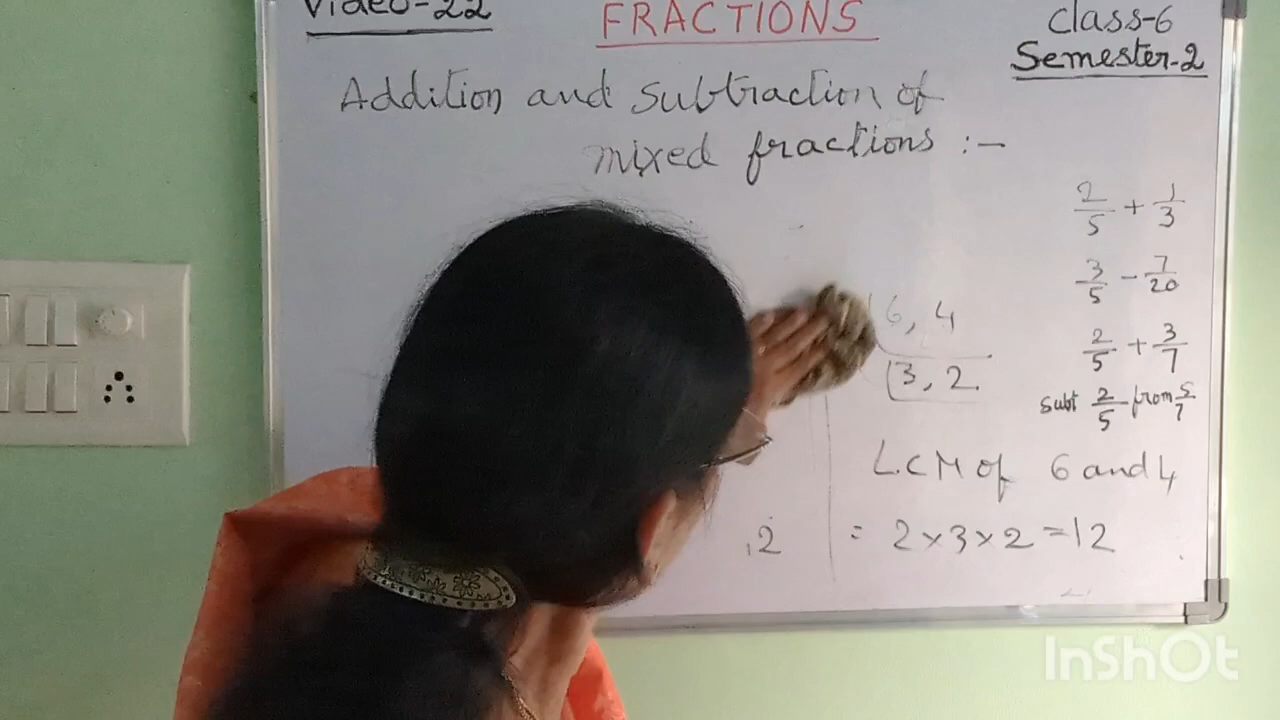 Video-22
FRACTIONS
Class-6
Semester-2
Addition and Subtraction of
mixed fractions :-
2/5 + 1/3
3/5 - 7/20
2/5 + 3/7
Subt 2/5 from 5/7
6, 4
3, 2
LCM of 6 and 4
= 2×3×2 = 12
2
InShOt